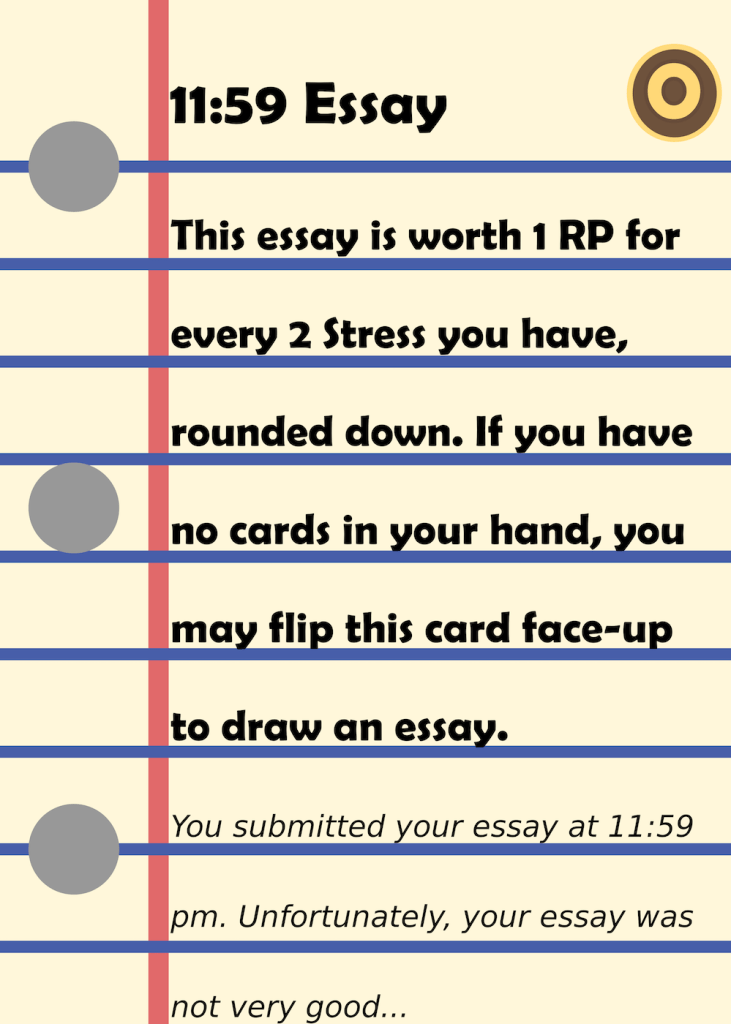 11:59 Essay
This essay is worth 1 RP for
every 2 Stress you have,
rounded down. If you have
no cards in your hand, you
may flip this card face-up
to draw an essay.
You submitted your essay at 11:59
pm. Unfortunately, your essay was
not very good...